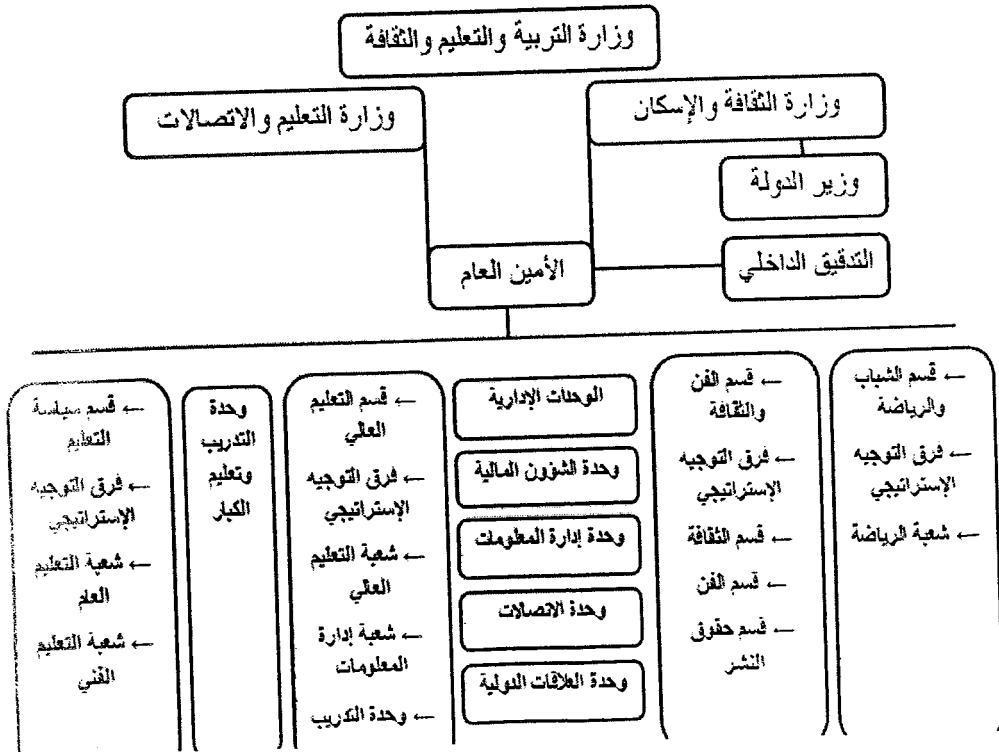 وزارة التربية والتعليم والثقافة
وزارة الثقافة والإسكان
وزارة التعليم والاتصالات
وزير الدولة
التدقيق الداخلي
الأمين العام
← قسم الشباب
والرياضة
← فرق التوجيه
الإستراتيجي
← شعبة الرياضة
← قسم الفن
والثقافة
← فرق التوجيه
الإستراتيجي
← قسم الثقافة
← قسم الفن
← قسم حقوق
النشر
الوحدات الإدارية
وحدة الشؤون المالية
وحدة إدارة المعلومات
وحدة الاتصالات
وحدة العلاقات الدولية
← قسم التعليم
العالي
← فرق التوجيه
الإستراتيجي
← شعبة التعليم
العالي
← شعبة إدارة
المعلومات
← وحدة التدريب
وحدة
التدريب
وتعليم
الكبار
← قسم سياسة
التعليم
← فرق التوجيه
الإستراتيجي
← شعبة التعليم
العام
← شعبة التعليم
الفني